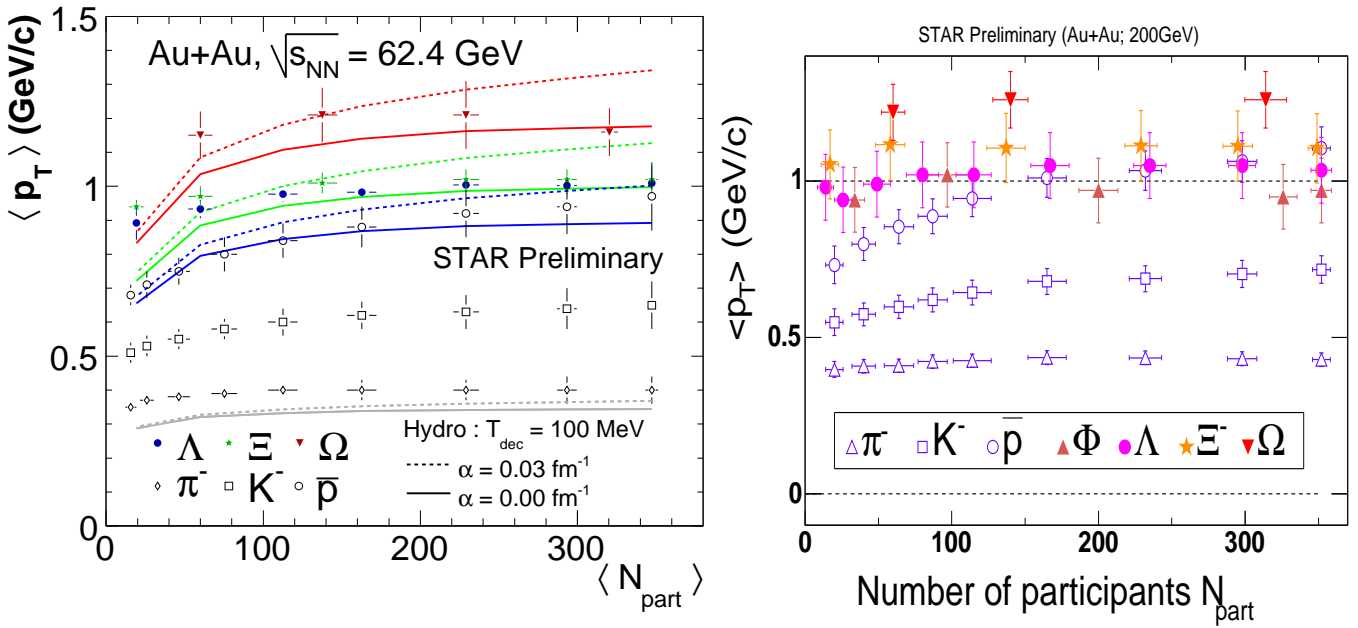 ⟨ p_T ⟩ (GeV/c)
1.5
1
0.5
0
Au+Au, √s_NN = 62.4 GeV
STAR Preliminary
Λ Ξ Ω
π⁻ K⁻ p̅
Hydro : T_dec = 100 MeV
α = 0.03 fm⁻¹
α = 0.00 fm⁻¹
0 100 200 300
⟨ N_part ⟩
STAR Preliminary (Au+Au; 200GeV)
<p_T> (GeV/c)
1
0.5
0
π⁻ K⁻ p̅ Φ Λ Ξ⁻ Ω
0 100 200 300
Number of participants N_part